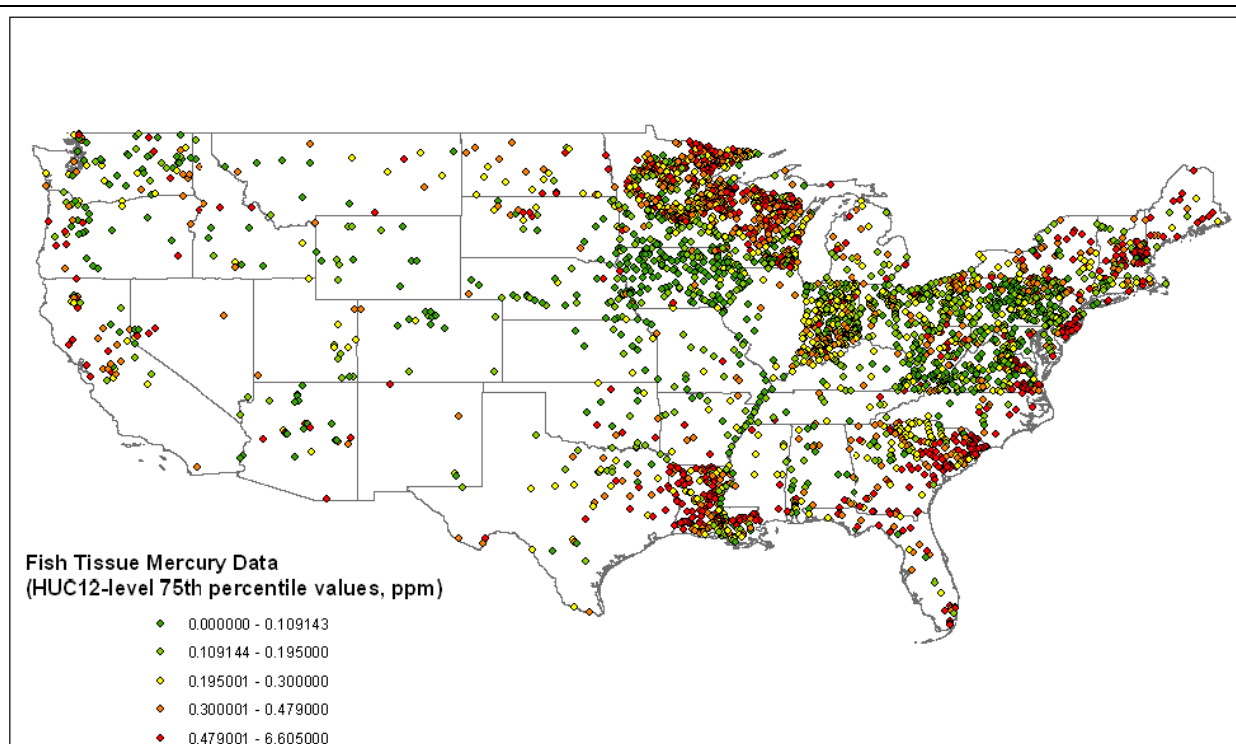 Fish Tissue Mercury Data
(HUC12-level 75th percentile values, ppm)
0.000000 - 0.109143
0.109144 - 0.195000
0.195001 - 0.300000
0.300001 - 0.479000
0.479001 - 6.605000